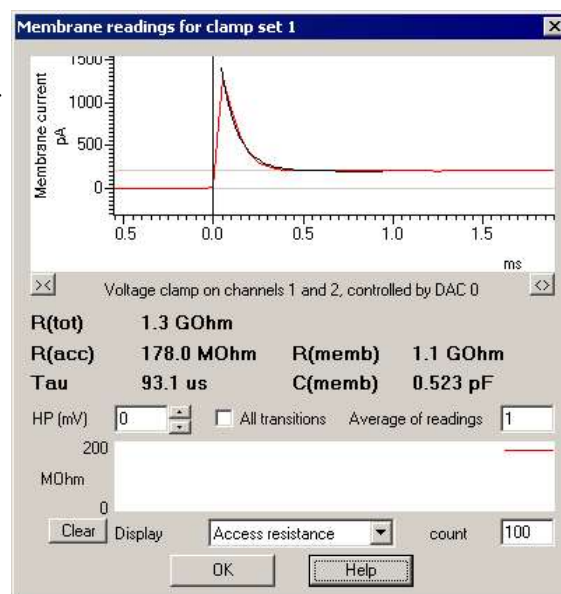 Membrane readings for clamp set 1
1500
1000
500
0
Membrane current
pA
0.5 0.0 0.5 1.0 1.5
ms
>< Voltage clamp on channels 1 and 2, controlled by DAC 0 <>
R(tot) 1.3 GOhm
R(acc) 178.0 MOhm R(memb) 1.1 GOhm
Tau 93.1 us C(memb) 0.523 pF
HP (mV) 0 All transitions Average of readings 1
200
MOhm
0
Clear Display Access resistance count 100
OK Help